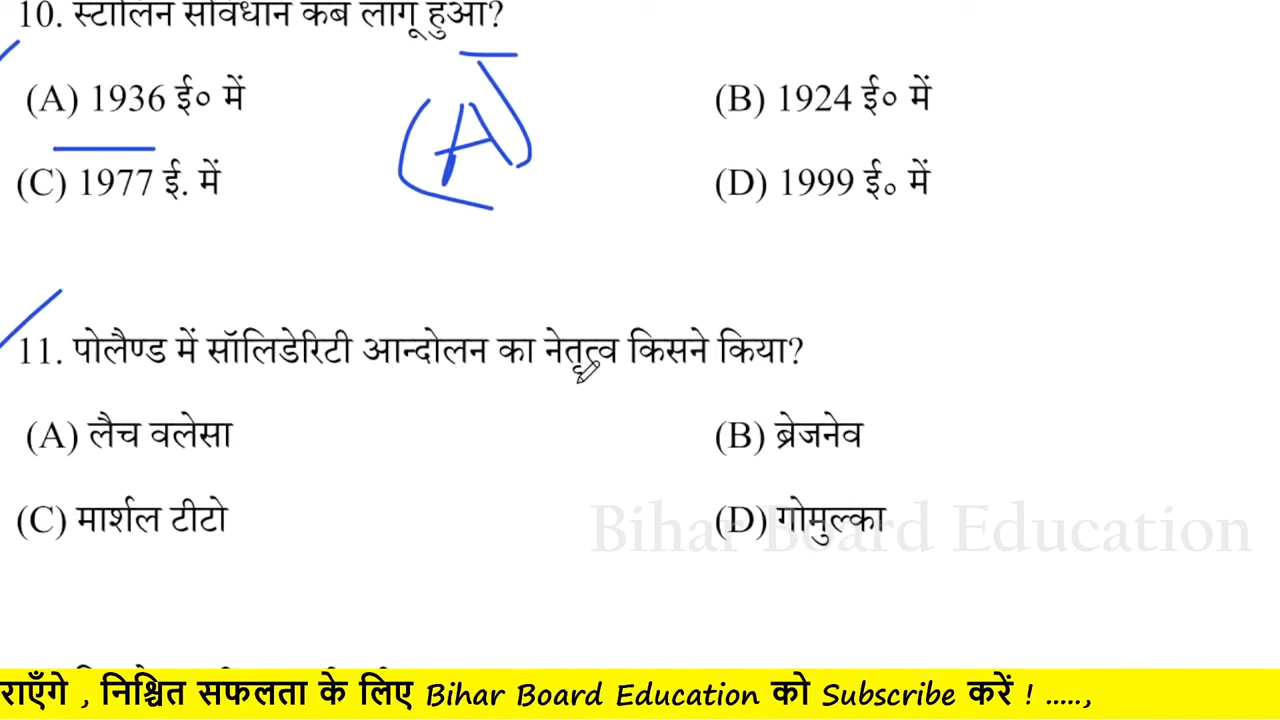 10. स्टालिन संविधान कब लागू हुआ?
(A) 1936 ई० में (B) 1924 ई० में
(A)
(C) 1977 ई. में (D) 1999 ई० में
11. पोलैण्ड में सॉलिडेरिटी आन्दोलन का नेतृत्व किसने किया?
(A) लैच वलेसा (B) ब्रेजनेव
(C) मार्शल टीटो (D) गोमुल्का
Bihar Board Education
राएँगे , निश्चित सफलता के लिए Bihar Board Education को Subscribe करें ! .....,